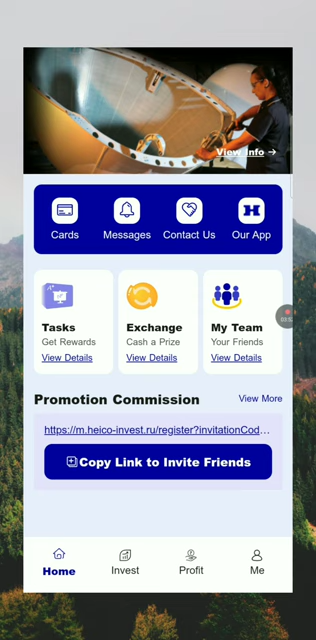 View Info →
Cards
Messages
Contact Us
Our App
Tasks
Get Rewards
View Details
Exchange
Cash a Prize
View Details
My Team
Your Friends
View Details
Promotion Commission
View More
https://m.heico-invest.ru/register?invitationCod...
Copy Link to Invite Friends
Home
Invest
Profit
Me